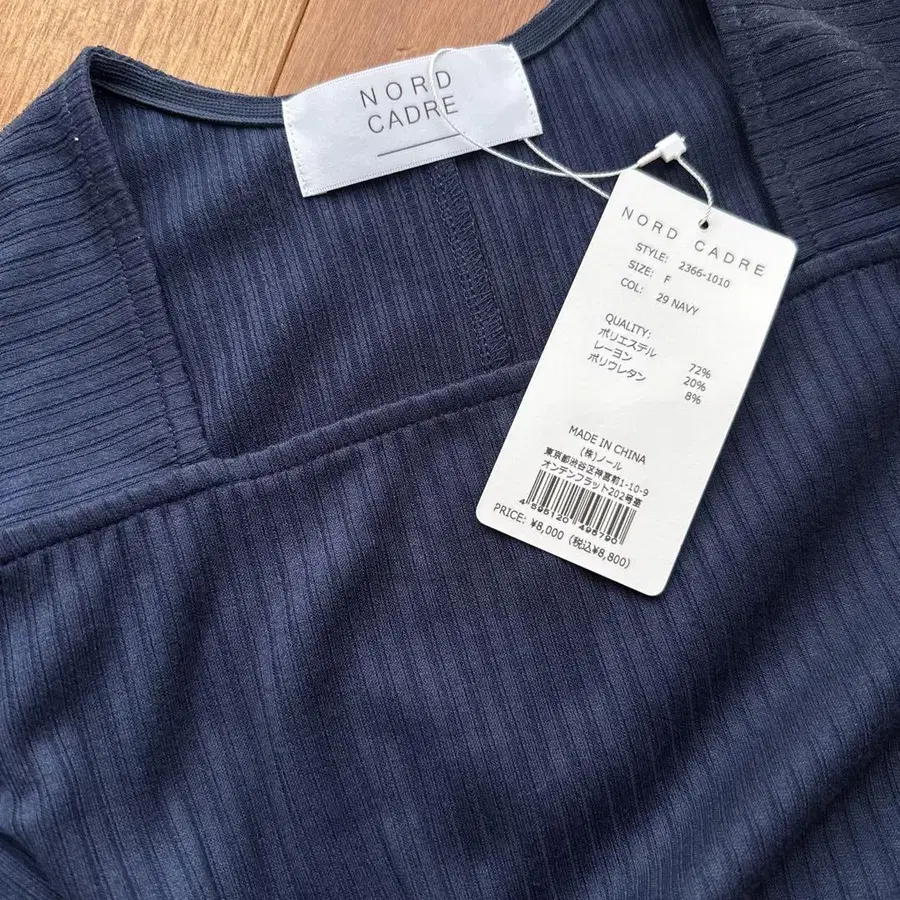 NORD
CADRE
NORD CADRE
STYLE: 2366-1010
SIZE: F
COL: 29 NAVY
QUALITY:
ポリエステル 72%
レーヨン 20%
ポリウレタン 8%
MADE IN CHINA
(株)ノール
東京都渋谷区神宮前1-10-9
オンデンフラット202号室
4 595120 495790
PRICE: ¥8,000 (税込¥8,800)